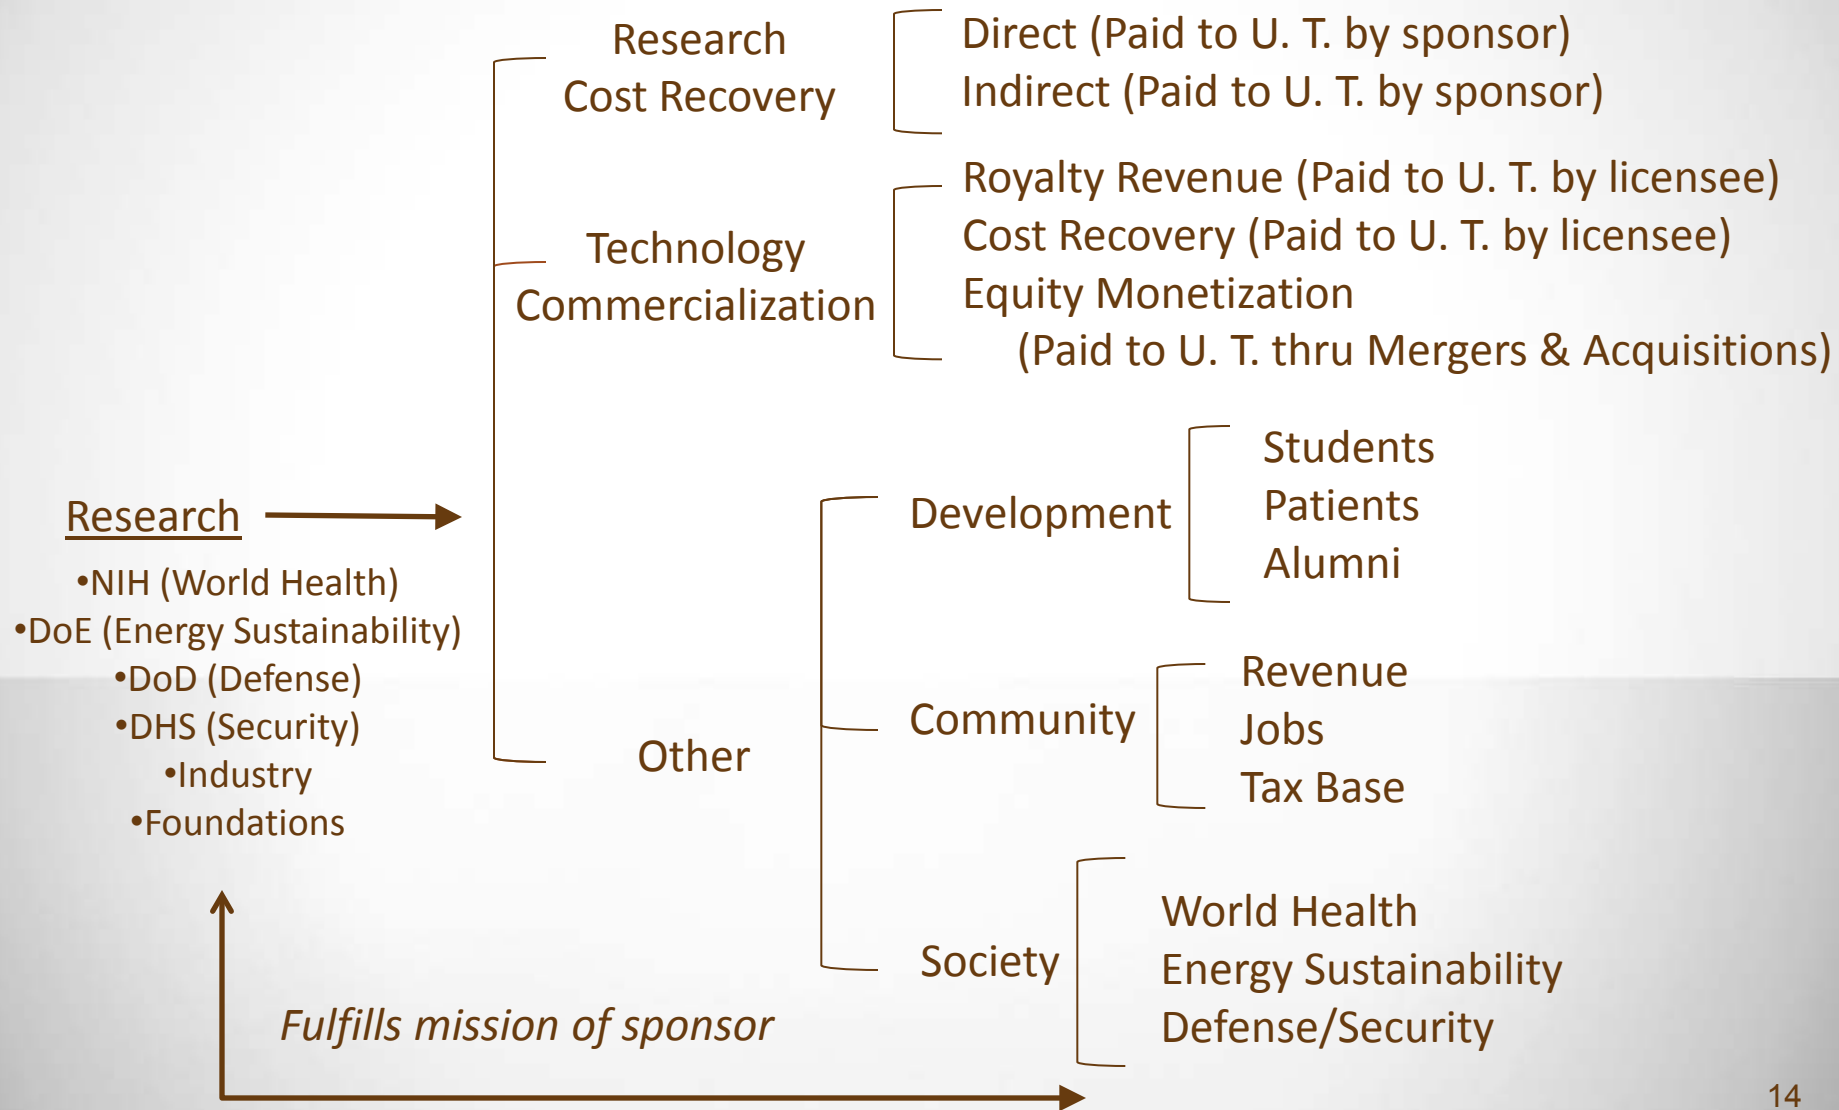 Research
Cost Recovery
Direct (Paid to U. T. by sponsor)
Indirect (Paid to U. T. by sponsor)
Technology
Commercialization
Royalty Revenue (Paid to U. T. by licensee)
Cost Recovery (Paid to U. T. by licensee)
Equity Monetization
(Paid to U. T. thru Mergers & Acquisitions)
Research
•NIH (World Health)
•DoE (Energy Sustainability)
•DoD (Defense)
•DHS (Security)
•Industry
•Foundations
Other
Development
Students
Patients
Alumni
Community
Revenue
Jobs
Tax Base
Society
World Health
Energy Sustainability
Defense/Security
Fulfills mission of sponsor
14